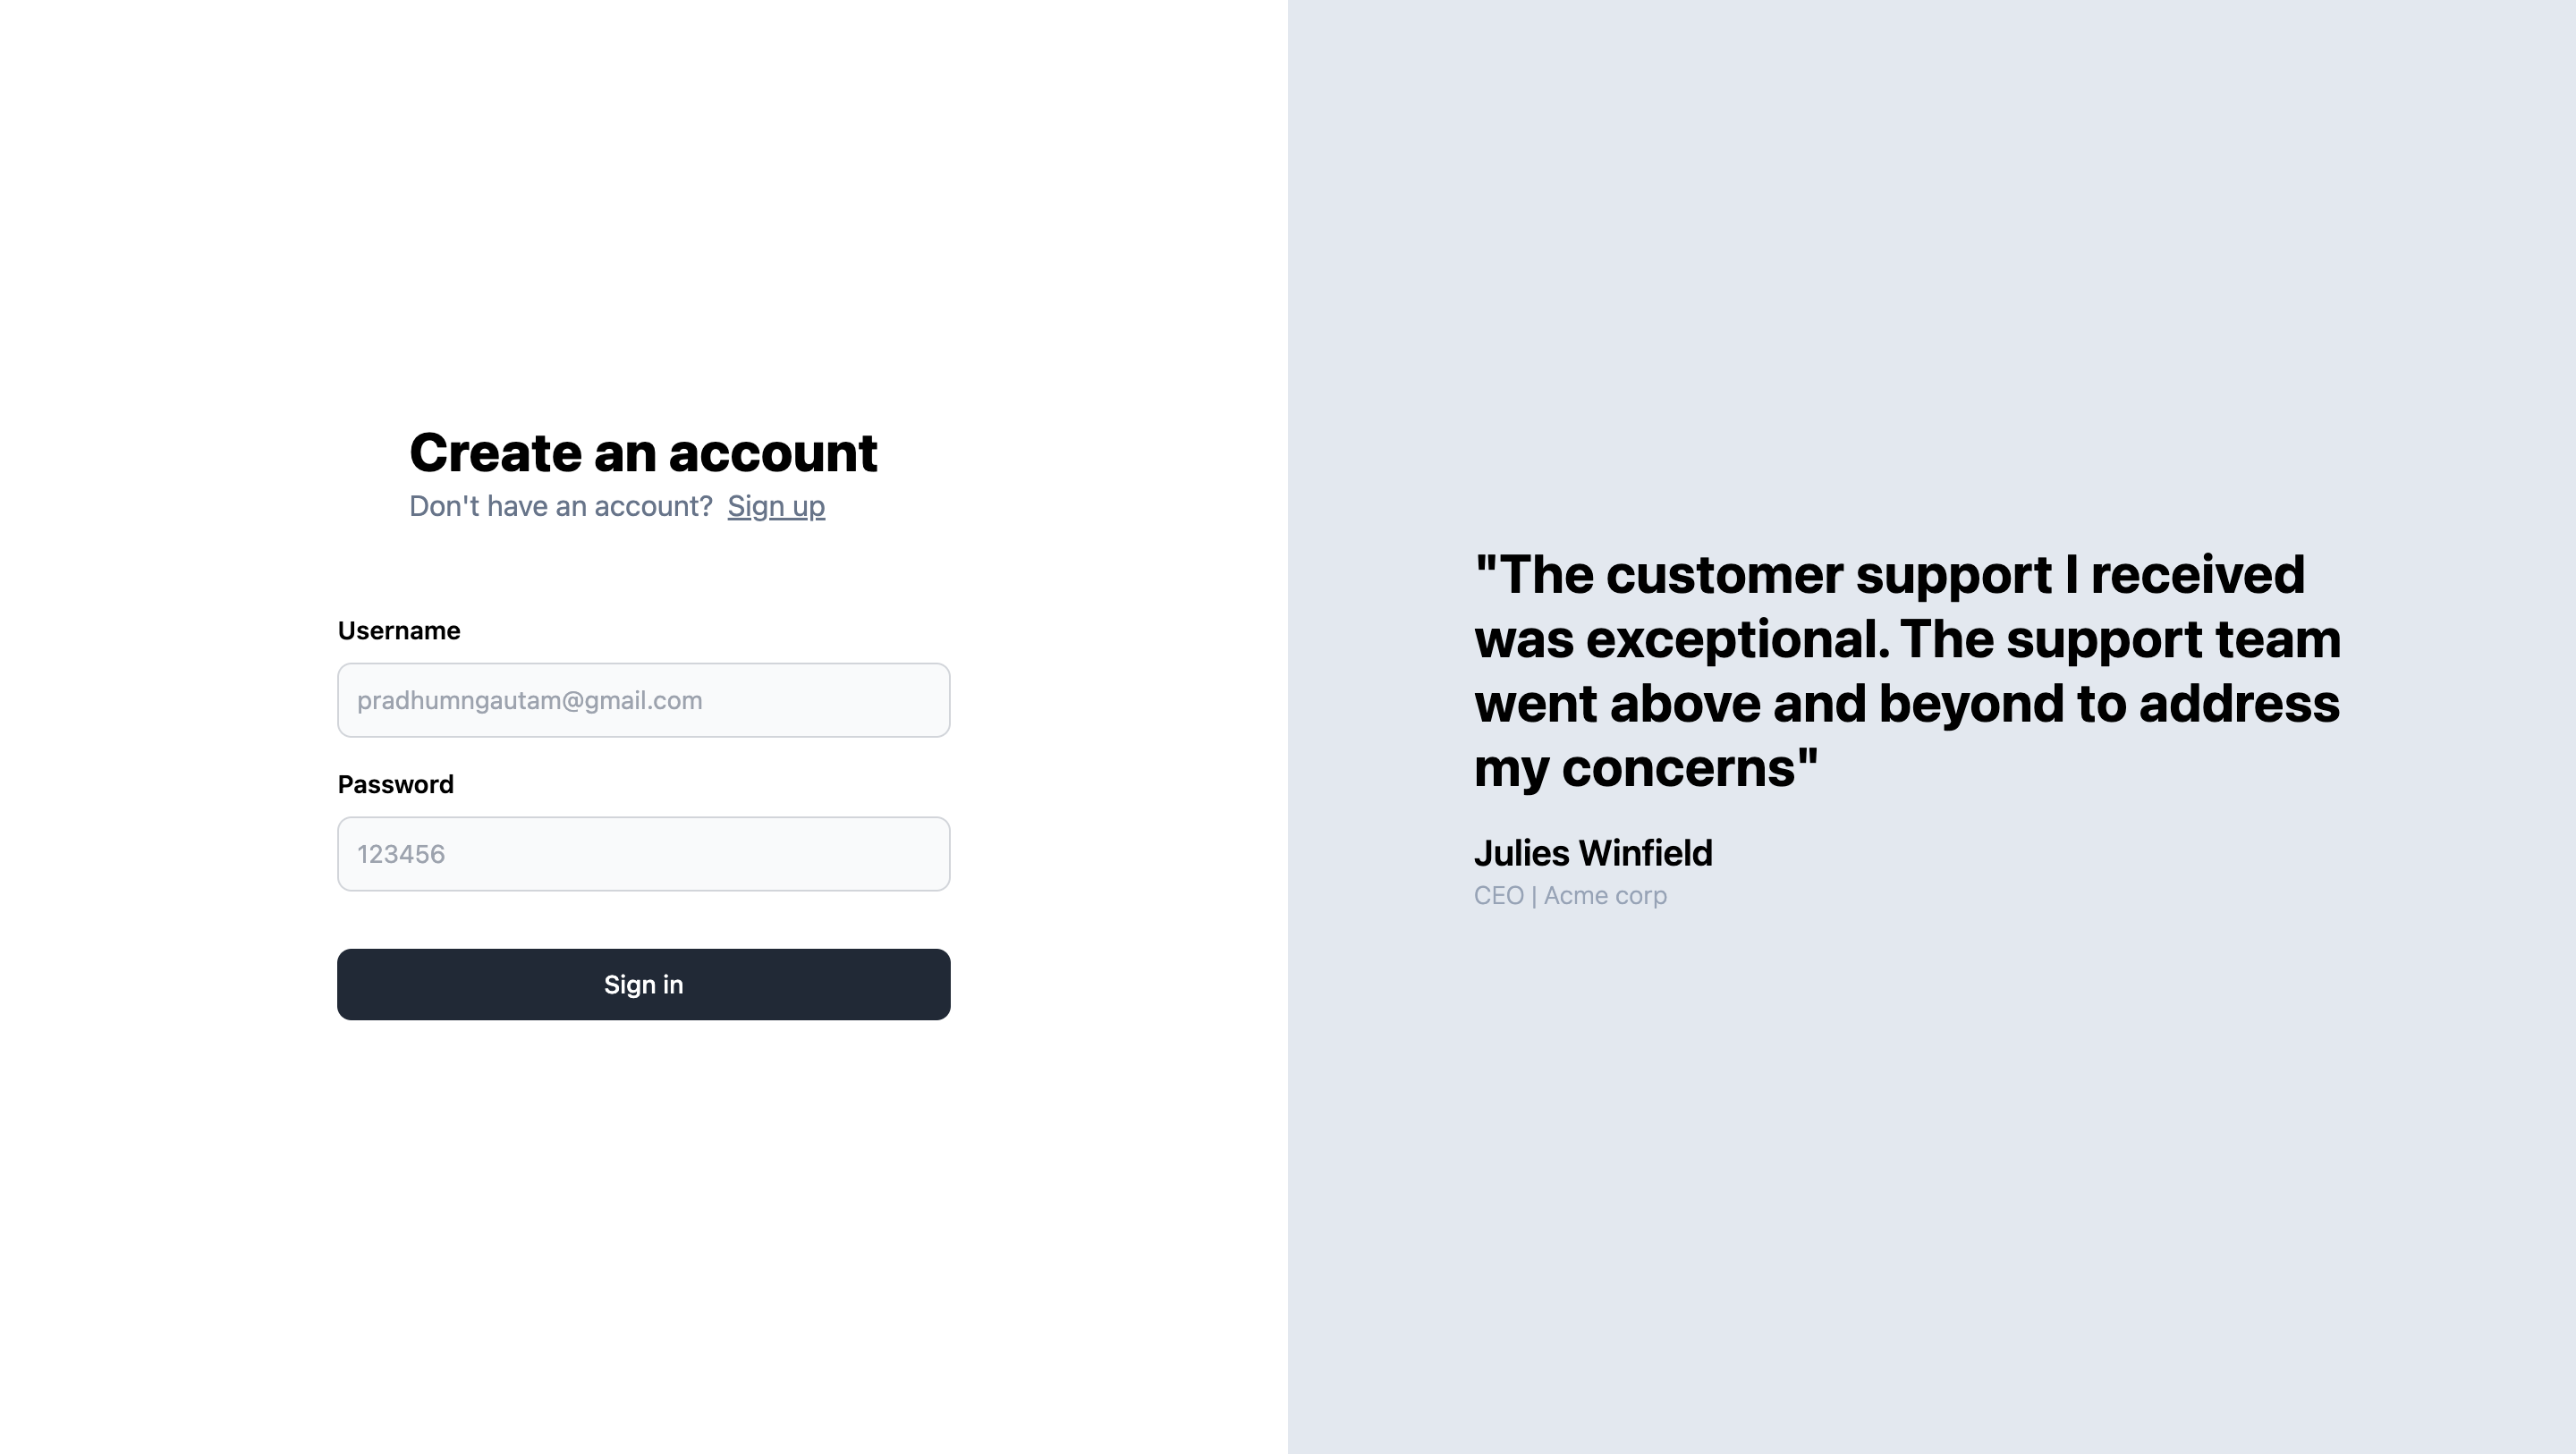 Create an account
Don't have an account? Sign up
Username
pradhumngautam@gmail.com
Password
123456
Sign in
"The customer support I received
was exceptional. The support team
went above and beyond to address
my concerns"
Julies Winfield
CEO | Acme corp